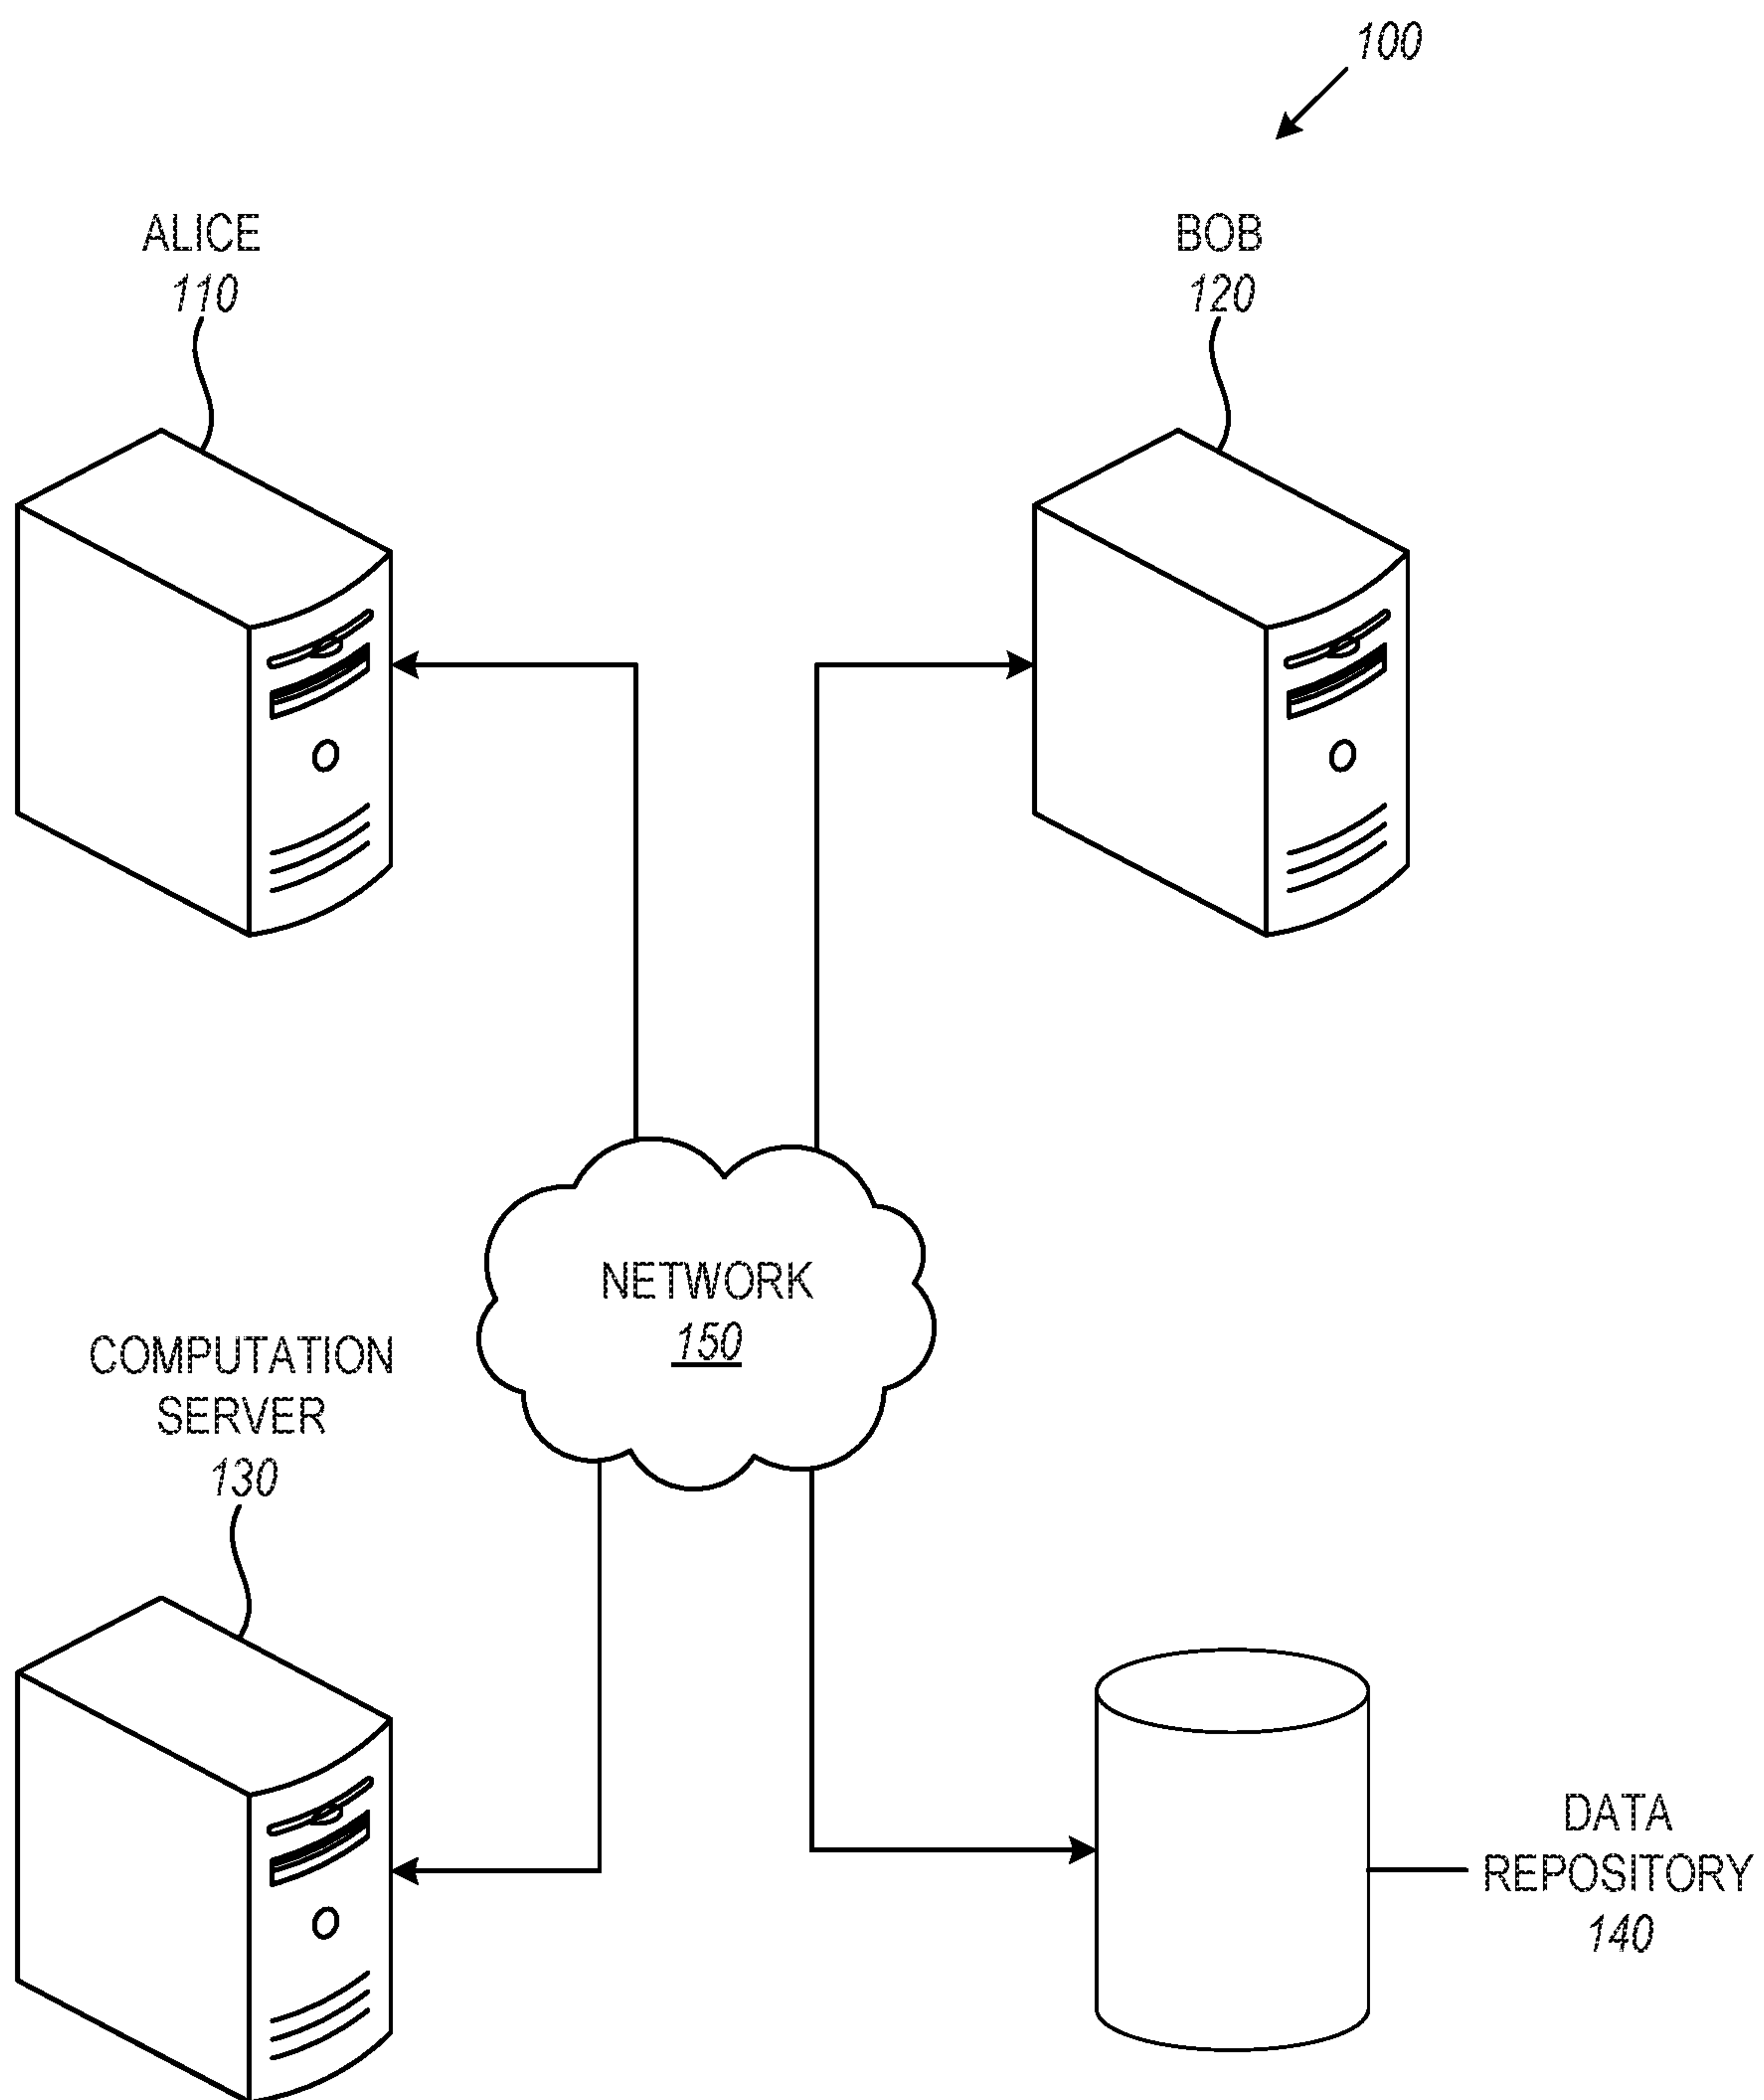 100
ALICE
110
BOB
120
NETWORK
150
COMPUTATION
SERVER
130
DATA
REPOSITORY
140